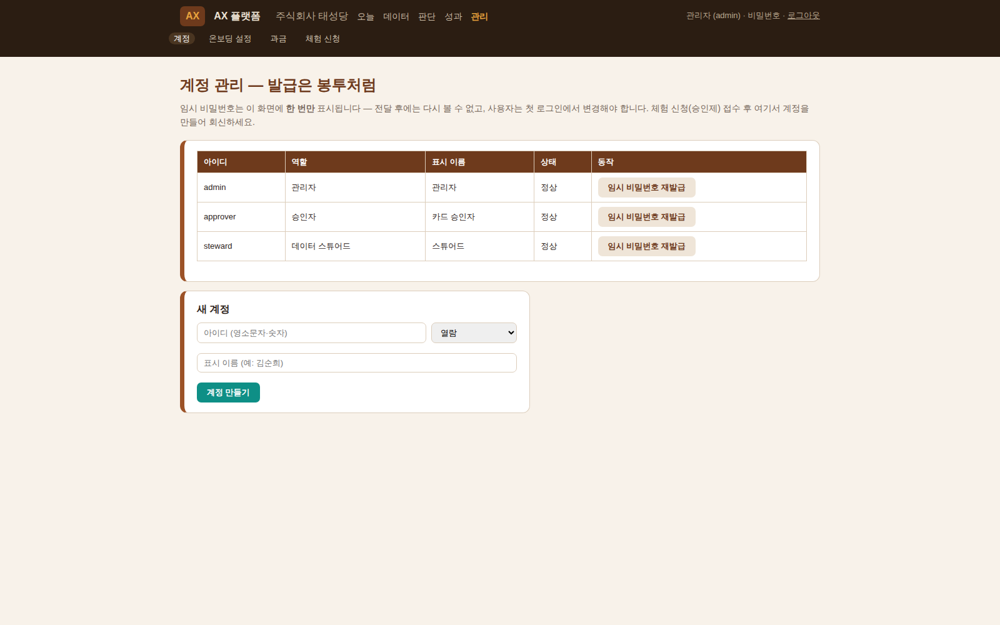 AX AX 플랫폼 주식회사 태성당 오늘 데이터 판단 성과 관리 관리자 (admin) · 비밀번호 · 로그아웃
계정 온보딩 설정 과금 체험 신청
계정 관리 — 발급은 봉투처럼
임시 비밀번호는 이 화면에 한 번만 표시됩니다 — 전달 후에는 다시 볼 수 없고, 사용자는 첫 로그인에서 변경해야 합니다. 체험 신청(승인제) 접수 후 여기서 계정을
만들어 회신하세요.
아이디 역할 표시 이름 상태 동작
admin 관리자 관리자 정상 임시 비밀번호 재발급
approver 승인자 카드 승인자 정상 임시 비밀번호 재발급
steward 데이터 스튜어드 스튜어드 정상 임시 비밀번호 재발급
새 계정
아이디 (영소문자·숫자) 열람
표시 이름 (예: 김순희)
계정 만들기